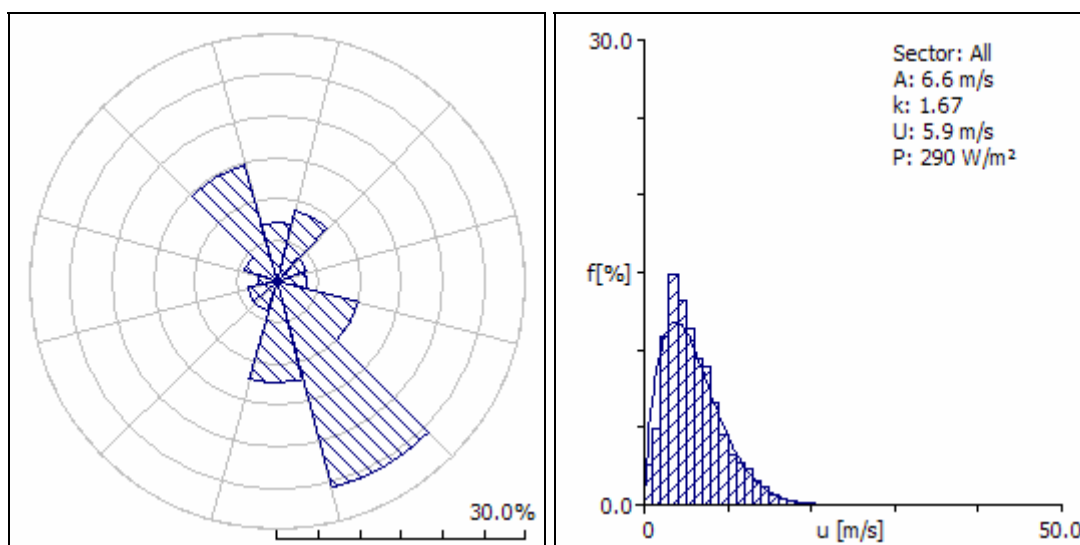 30.0%
30.0
Sector: All
A: 6.6 m/s
k: 1.67
U: 5.9 m/s
P: 290 W/m²
f[%]
0.0
0
u [m/s]
50.0